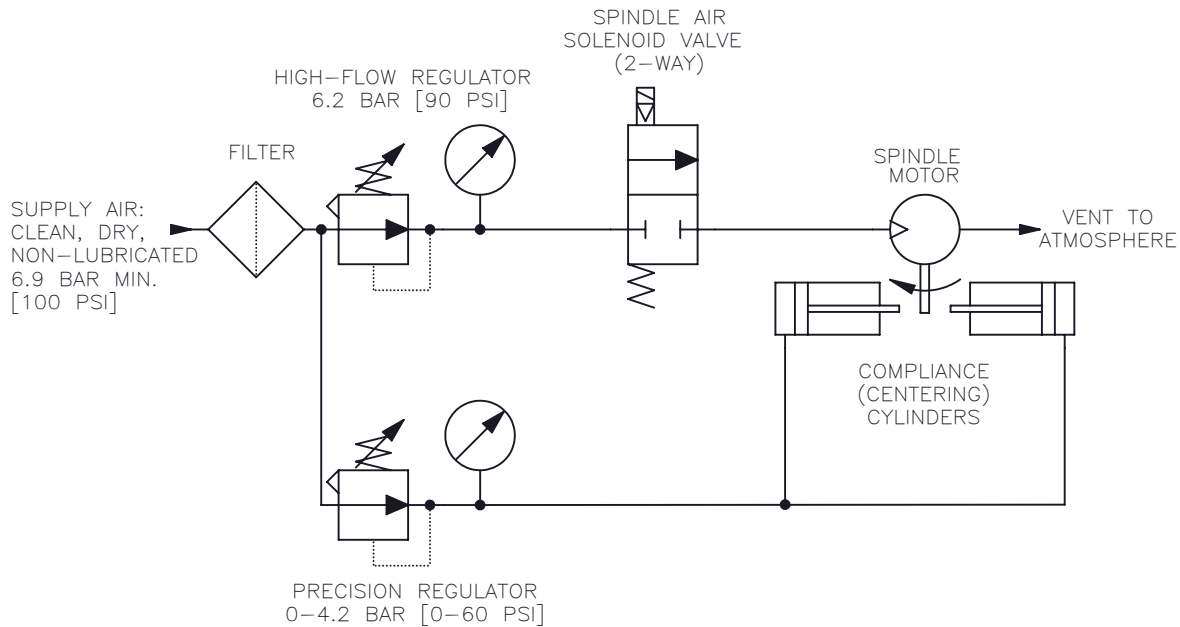 SPINDLE AIR
SOLENOID VALVE
(2-WAY)
HIGH-FLOW REGULATOR
6.2 BAR [90 PSI]
FILTER
SPINDLE
MOTOR
SUPPLY AIR:
CLEAN, DRY,
NON-LUBRICATED
6.9 BAR MIN.
[100 PSI]
VENT TO
ATMOSPHERE
COMPLIANCE
(CENTERING)
CYLINDERS
PRECISION REGULATOR
0-4.2 BAR [0-60 PSI]